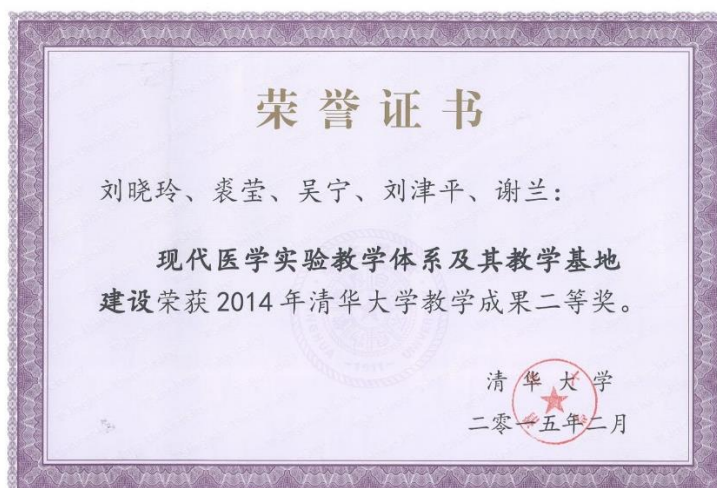 荣誉证书
刘晓玲、裘莹、吴宁、刘津平、谢兰：
现代医学实验教学体系及其教学基地
建设荣获2014年清华大学教学成果二等奖。
清华大学
二零一五年二月